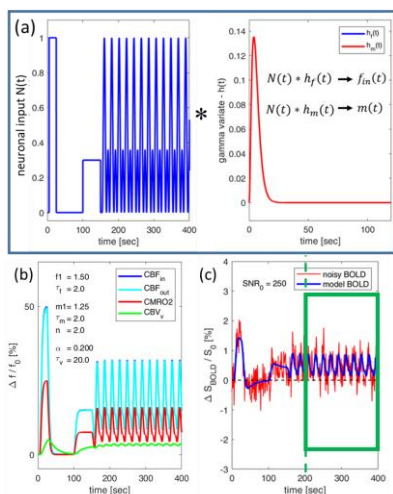 (a)
neuronal input N(t)
1
0.8
0.6
0.4
0.2
0
0 100 200 300 400
time [sec]
*
gamma variate - h(t)
0.14
0.12
0.1
0.08
0.06
0.04
0.02
0
0 50 100
time [sec]
h_f(t)
h_m(t)
N(t) * h_f(t) → f_in(t)
N(t) * h_m(t) → m(t)
(b)
f1 = 1.50
τ_f = 2.0
m1 = 1.25
τ_m = 2.0
n = 2.0
α = 0.200
τ_v = 20.0
CBF_in
CBF_out
CMRO2
CBV_v
Δ f / f_0 [%]
50
0
0 100 200 300 400
time [sec]
(c)
SNR_0 = 250
noisy BOLD
model BOLD
Δ S_BOLD / S_0 [%]
4
3
2
1
0
-1
-2
-3
0 100 200 300 400
time [sec]